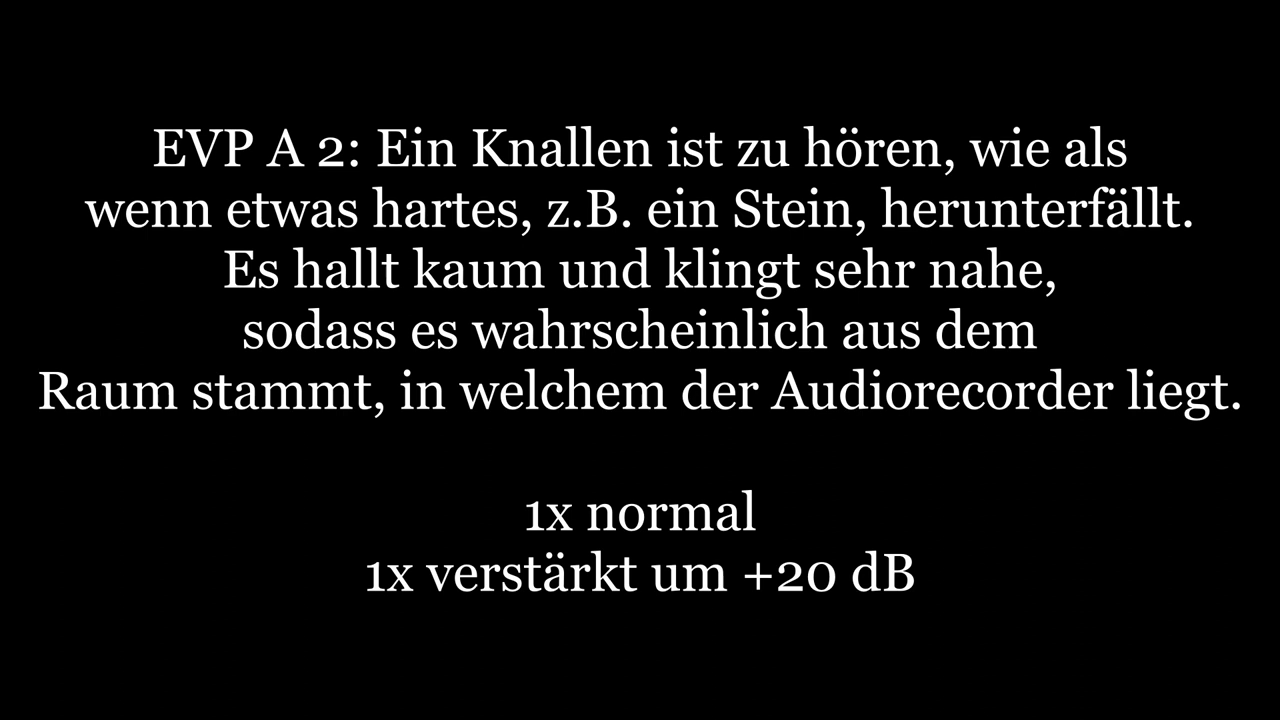 EVP A 2: Ein Knallen ist zu hören, wie als
wenn etwas hartes, z.B. ein Stein, herunterfällt.
Es hallt kaum und klingt sehr nahe,
sodass es wahrscheinlich aus dem
Raum stammt, in welchem der Audiorecorder liegt.
1x normal
1x verstärkt um +20 dB